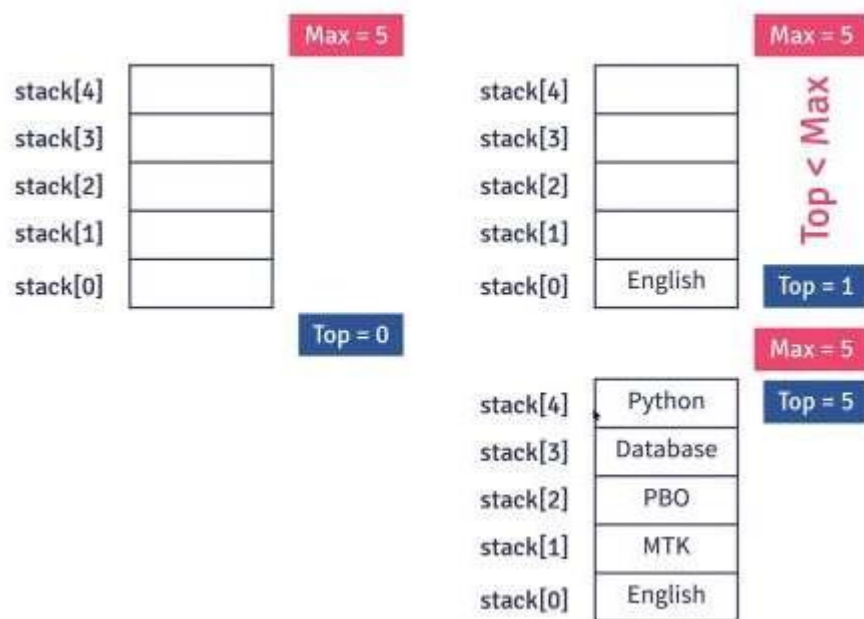 Max = 5
stack[4]
stack[3]
stack[2]
stack[1]
stack[0]
Top = 0
Max = 5
stack[4]
stack[3]
stack[2]
stack[1]
stack[0] English
Top < Max
Top = 1
Max = 5
stack[4] Python Top = 5
stack[3] Database
stack[2] PBO
stack[1] MTK
stack[0] English